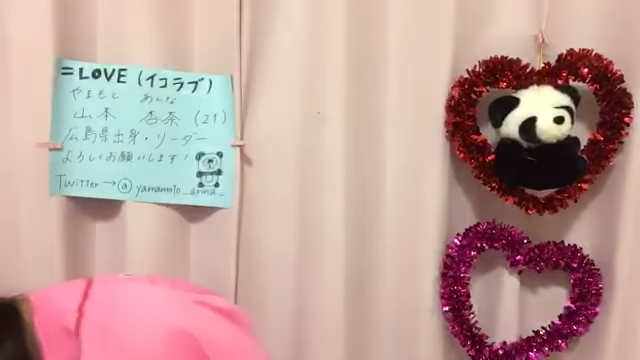 =LOVE (イコラブ)
やまもと あんな
山本 杏奈 (21)
広島県出身・リーダー
よろしくお願いします!
Twitter→@yamamoto_anna_